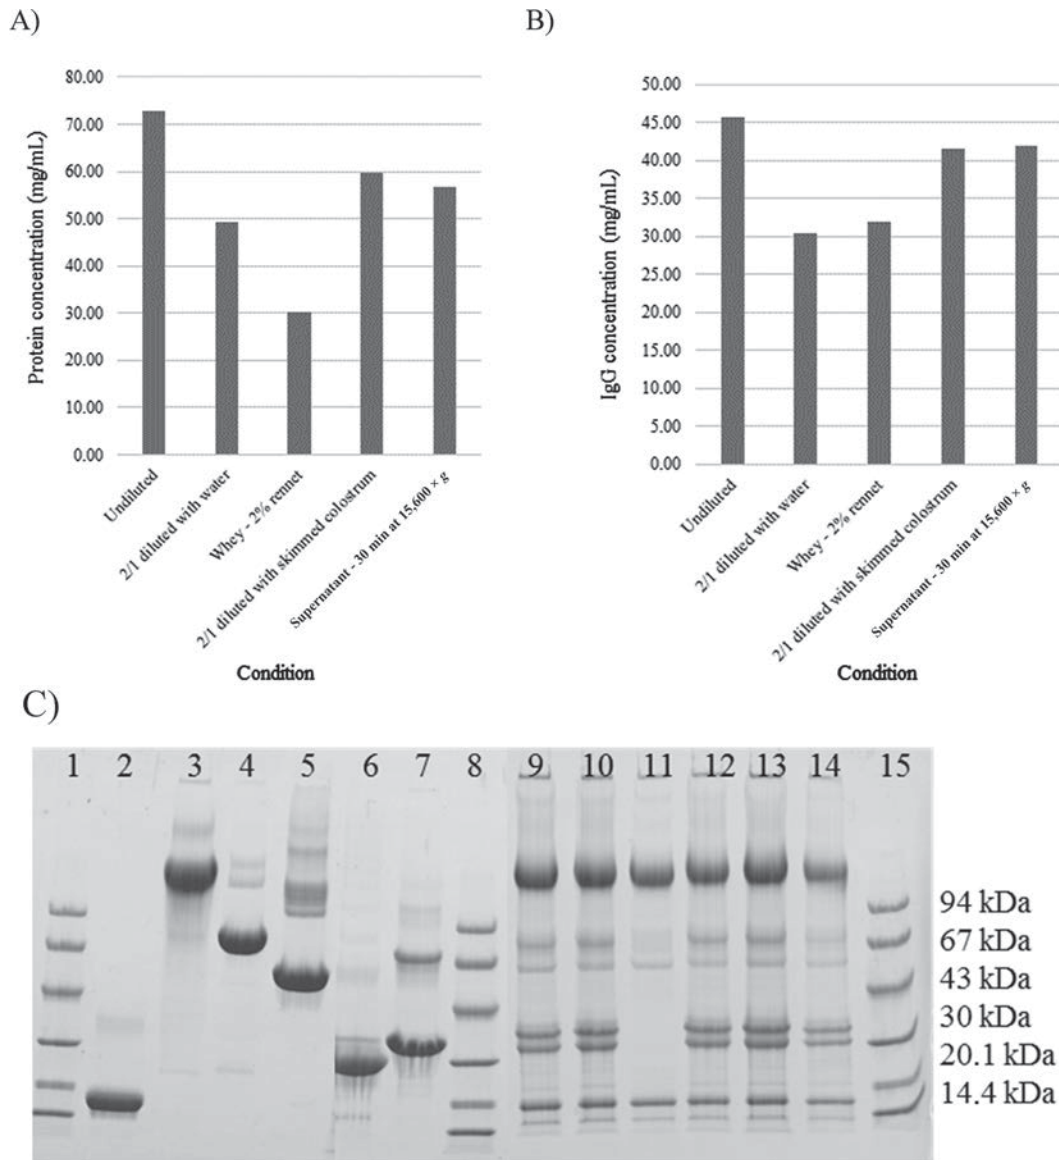 A)
Protein concentration (mg/mL)
80.00
70.00
60.00
50.00
40.00
30.00
20.00
10.00
0.00
Undiluted
2/1 diluted with water
Whey - 2% rennet
2/1 diluted with skimmed colostrum
Supernatant - 30 min at 15,600 × g
Condition
B)
IgG concentration (mg/mL)
50.00
45.00
40.00
35.00
30.00
25.00
20.00
15.00
10.00
5.00
0.00
Undiluted
2/1 diluted with water
Whey - 2% rennet
2/1 diluted with skimmed colostrum
Supernatant - 30 min at 15,600 × g
Condition
C)
1 2 3 4 5 6 7 8 9 10 11 12 13 14 15
94 kDa
67 kDa
43 kDa
30 kDa
20.1 kDa
14.4 kDa